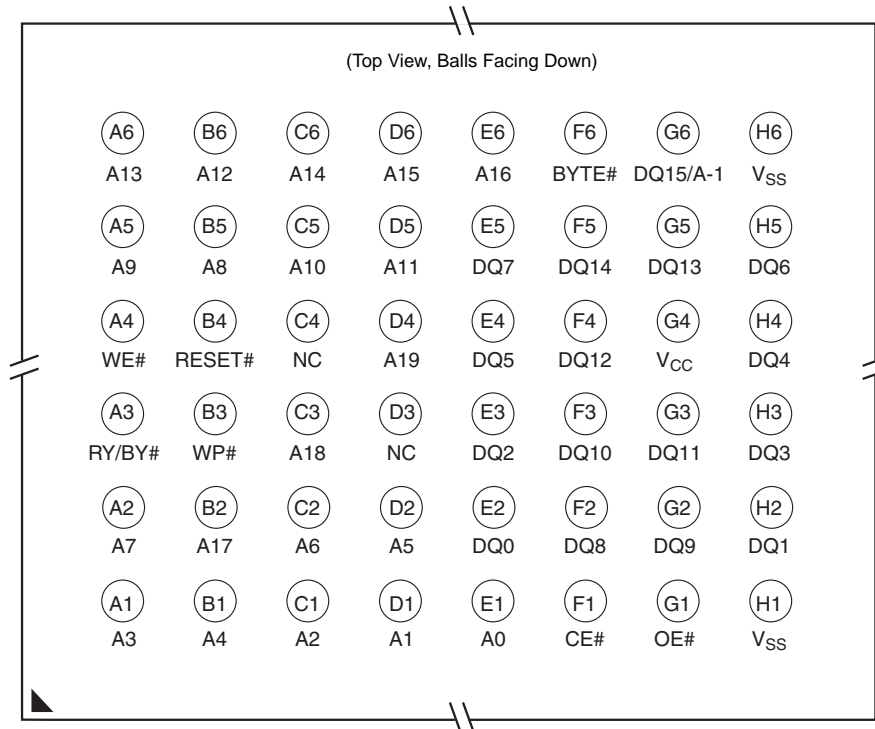 (Top View, Balls Facing Down)
A6 B6 C6 D6 E6 F6 G6 H6
A13 A12 A14 A15 A16 BYTE# DQ15/A-1 VSS
A5 B5 C5 D5 E5 F5 G5 H5
A9 A8 A10 A11 DQ7 DQ14 DQ13 DQ6
A4 B4 C4 D4 E4 F4 G4 H4
WE# RESET# NC A19 DQ5 DQ12 VCC DQ4
A3 B3 C3 D3 E3 F3 G3 H3
RY/BY# WP# A18 NC DQ2 DQ10 DQ11 DQ3
A2 B2 C2 D2 E2 F2 G2 H2
A7 A17 A6 A5 DQ0 DQ8 DQ9 DQ1
A1 B1 C1 D1 E1 F1 G1 H1
A3 A4 A2 A1 A0 CE# OE# VSS